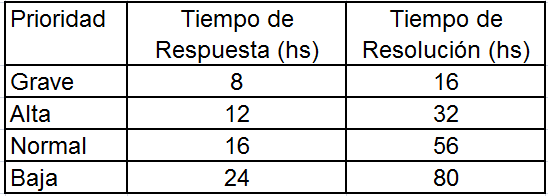 Prioridad Tiempo de Respuesta (hs) Tiempo de Resolución (hs)
Grave 8 16
Alta 12 32
Normal 16 56
Baja 24 80